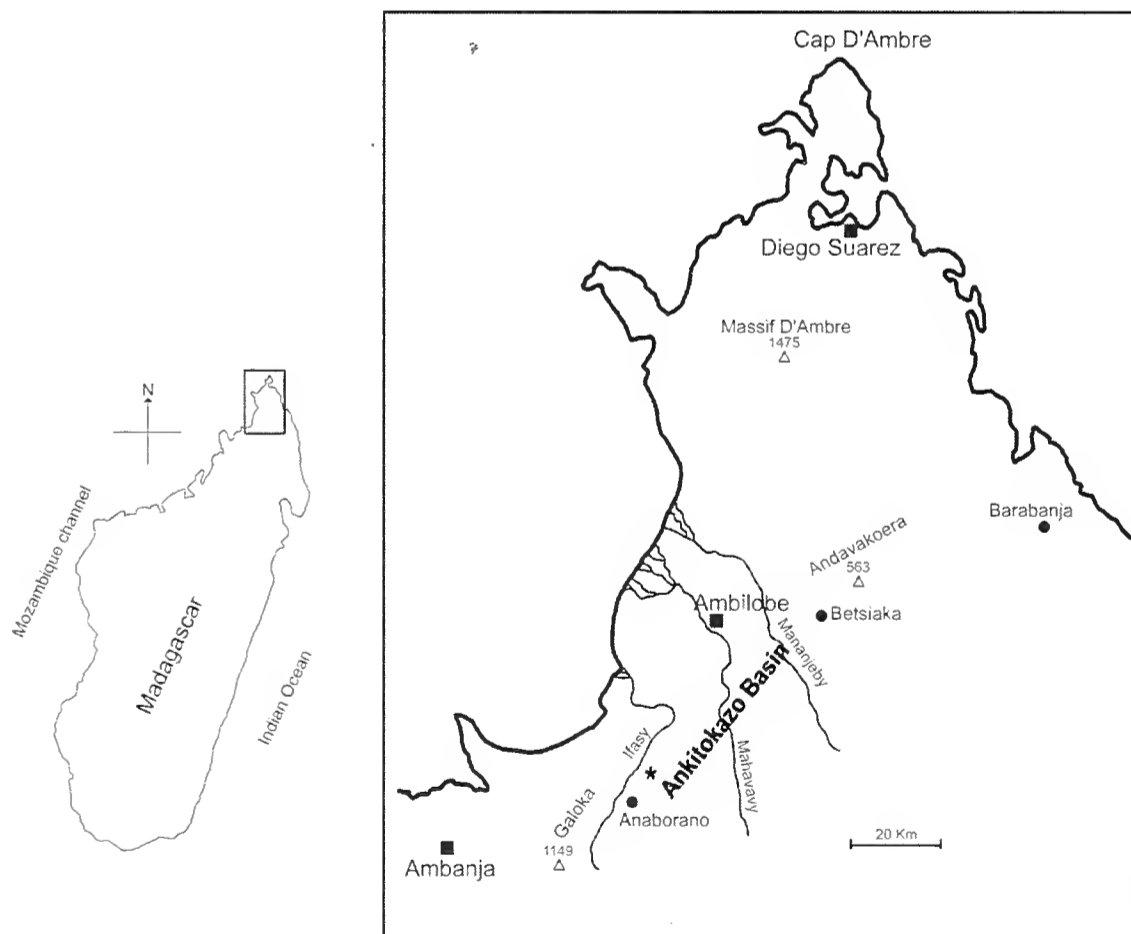 N
Mozambique channel
Madagascar
Indian Ocean
Cap D'Ambre
Diego Suarez
Massif D'Ambre
1475
Barabanja
Andavakoera
563
Ambilobe
Betsiaka
Mananjeby
Ankitokazo Basin
Ifasy
Mahavavy
Galoka
Anaborano
20 Km
1149
Ambanja